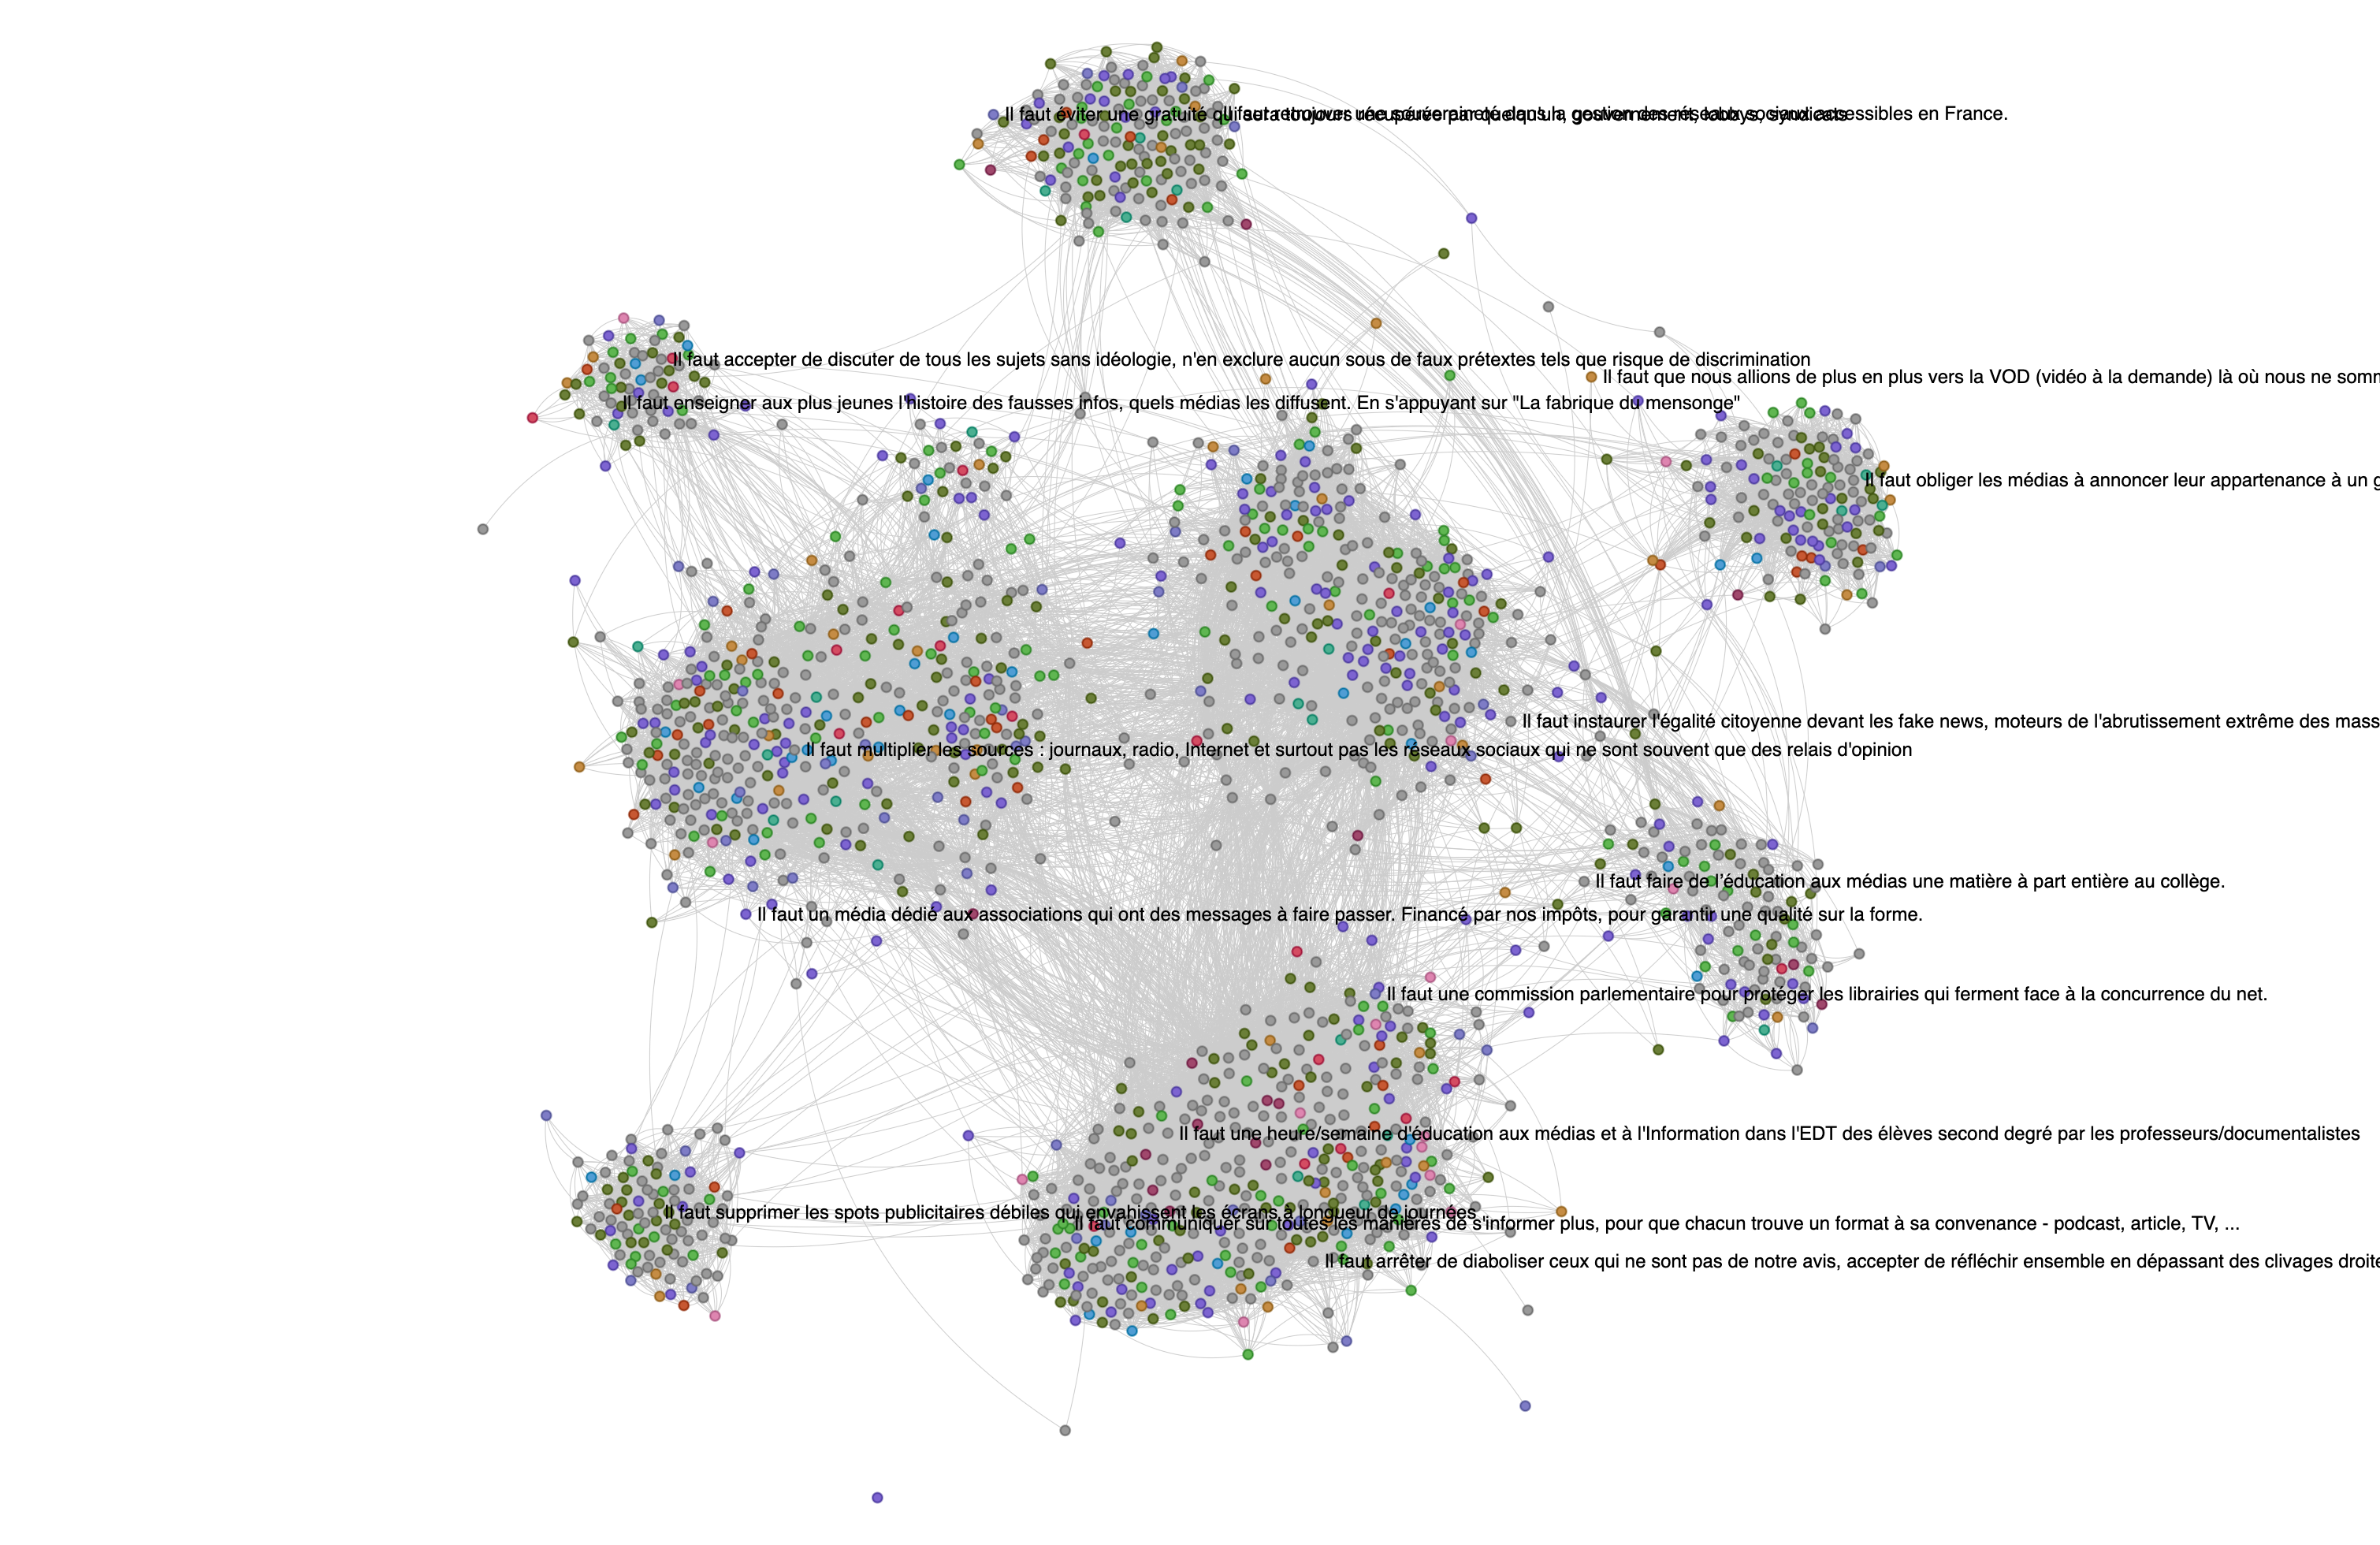 Il faut éviter une gratuité qui sera toujours récupérée par quelqu'un, gouvernement, lobbys, syndicats
Il faut retrouver une souveraineté dans la gestion des réseaux sociaux accessibles en France.
Il faut accepter de discuter de tous les sujets sans idéologie, n'en exclure aucun sous de faux prétextes tels que risque de discrimination
Il faut que nous allions de plus en plus vers la VOD (vidéo à la demande) là où nous ne
Il faut enseigner aux plus jeunes l'histoire des fausses infos, quels médias les diffusent. En s'appuyant sur "La fabrique du mensonge"
Il faut obliger les médias à annoncer leur appartenance à un
Il faut instaurer l'égalité citoyenne devant les fake news, moteurs de l'abrutissement extrême des
Il faut multiplier les sources : journaux, radio, Internet et surtout pas les réseaux sociaux qui ne sont souvent que des relais d'opinion
Il faut faire de l'éducation aux médias une matière à part entière au collège.
Il faut un média dédié aux associations qui ont des messages à faire passer. Financé par nos impôts, pour garantir une qualité sur la forme.
Il faut une commission parlementaire pour protéger les librairies qui ferment face à la concurrence du net.
Il faut une heure/semaine d'éducation aux médias et à l'Information dans l'EDT des élèves second degré par les professeurs/documentalistes
Il faut supprimer les spots publicitaires débiles qui envahissent les écrans à longueur de journées
Il faut communiquer sur toutes les manières de s'informer plus, pour que chacun trouve un format à sa convenance - podcast, article, TV, ...
Il faut arrêter de diaboliser ceux qui ne sont pas de notre avis, accepter de réfléchir ensemble en dépassant des clivages